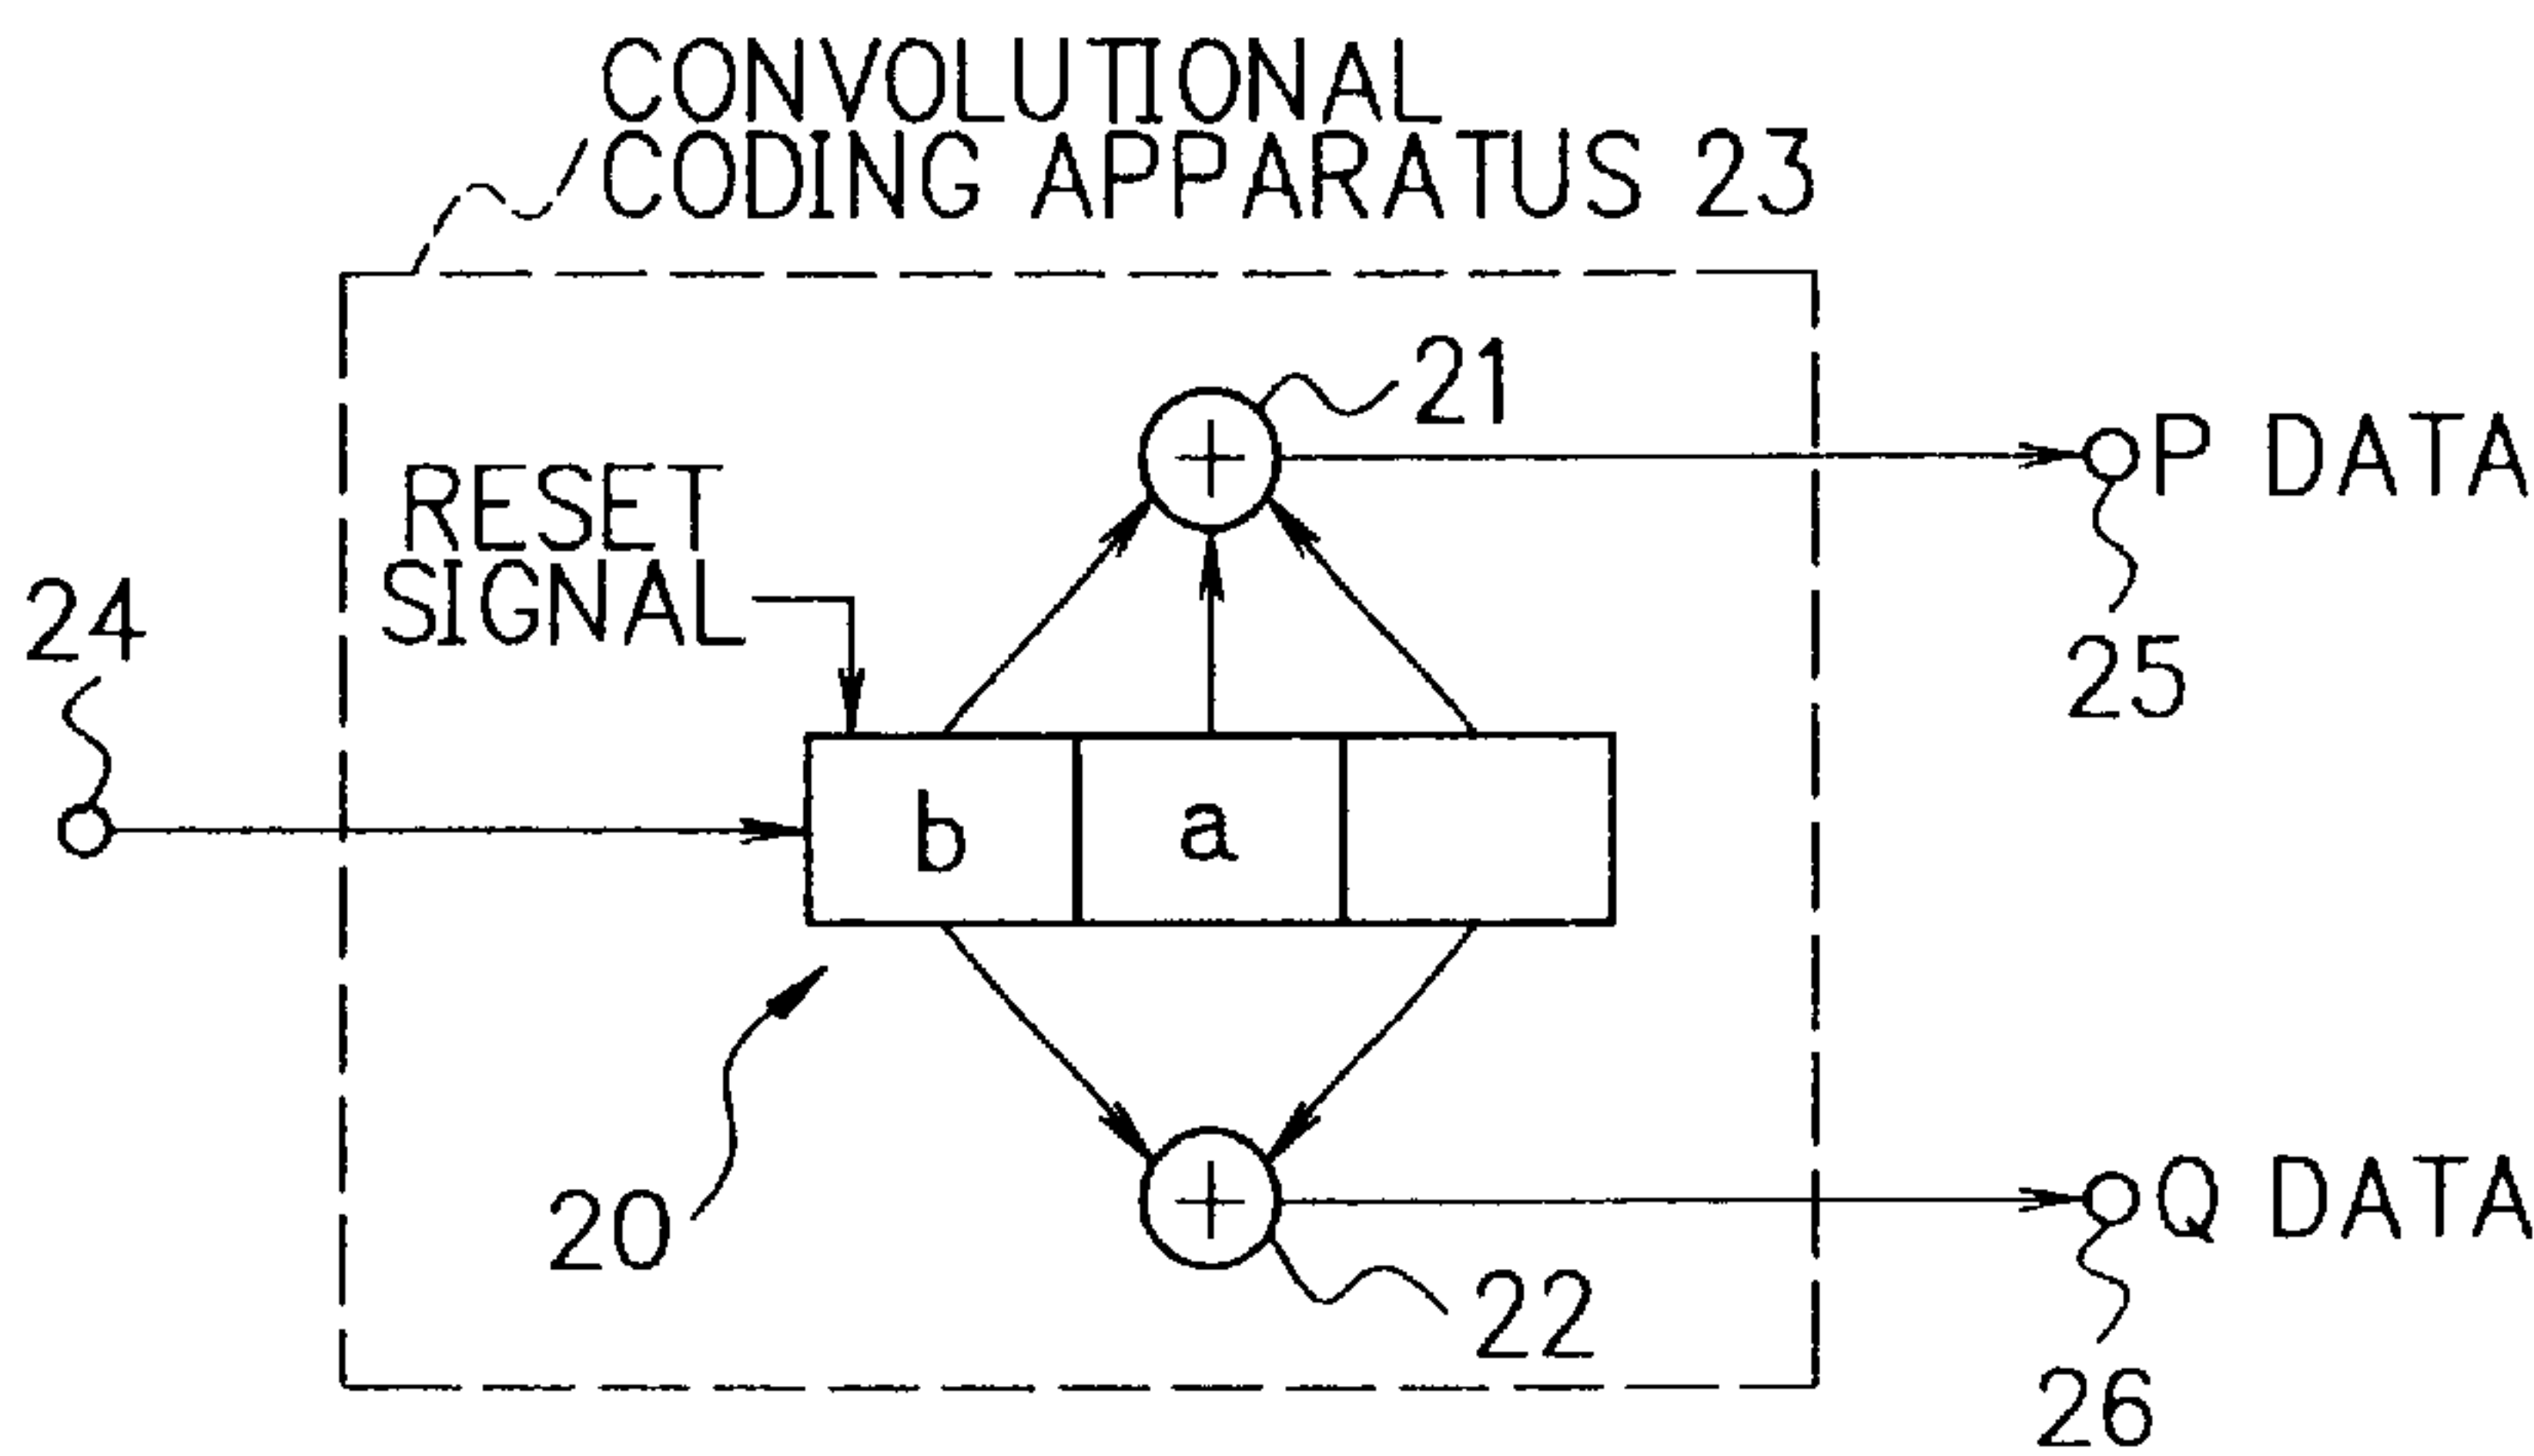 CONVOLUTIONAL
CODING APPARATUS 23
21
P DATA
RESET
SIGNAL
24
25
b
a
20
22
Q DATA
26